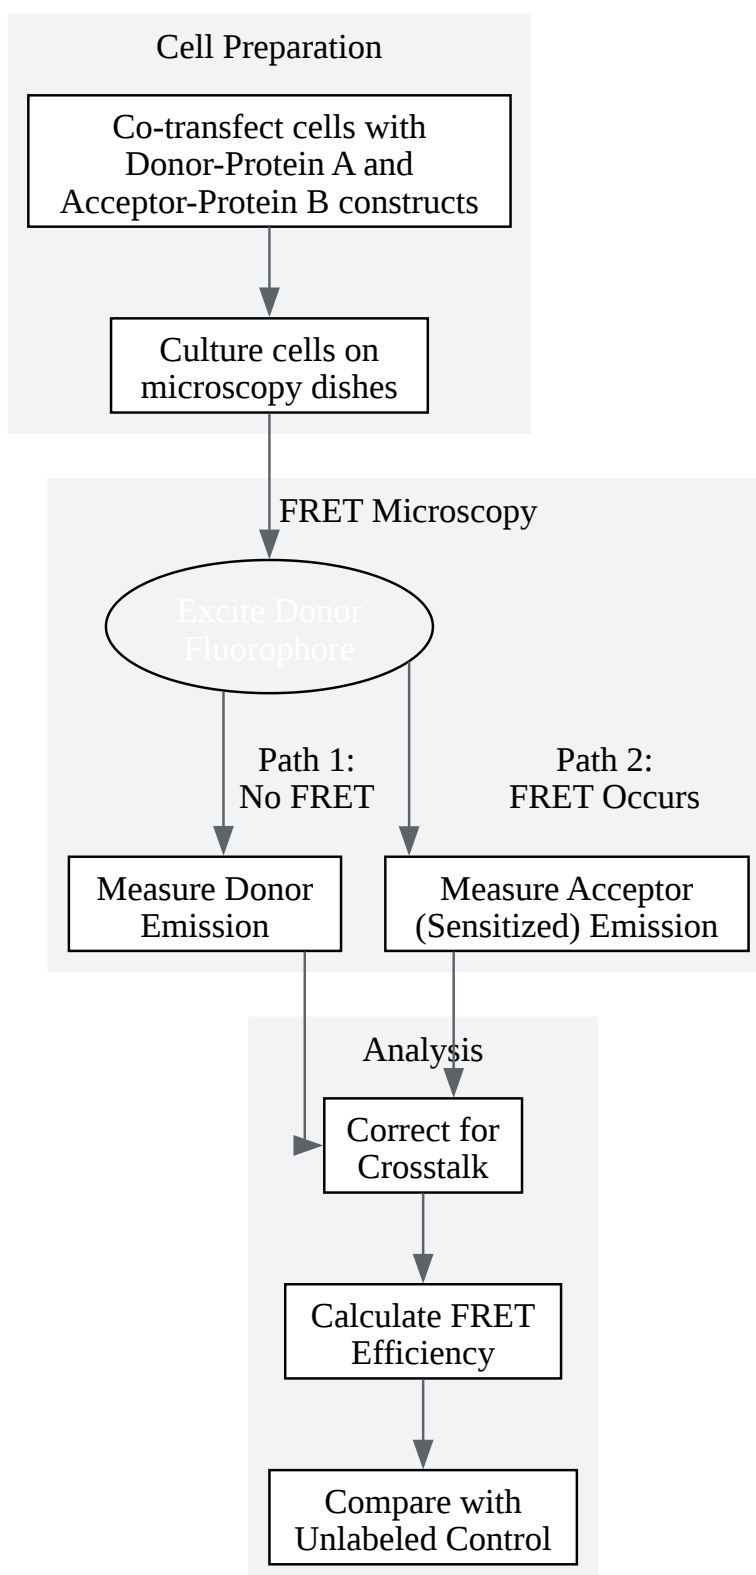 Cell Preparation
Co-transfect cells with
Donor-Protein A and
Acceptor-Protein B constructs
Culture cells on
microscopy dishes
FRET Microscopy
Excite Donor
Fluorophore
Path 1:
No FRET
Path 2:
FRET Occurs
Measure Donor
Emission
Measure Acceptor
(Sensitized) Emission
Analysis
Correct for
Crosstalk
Calculate FRET
Efficiency
Compare with
Unlabeled Control